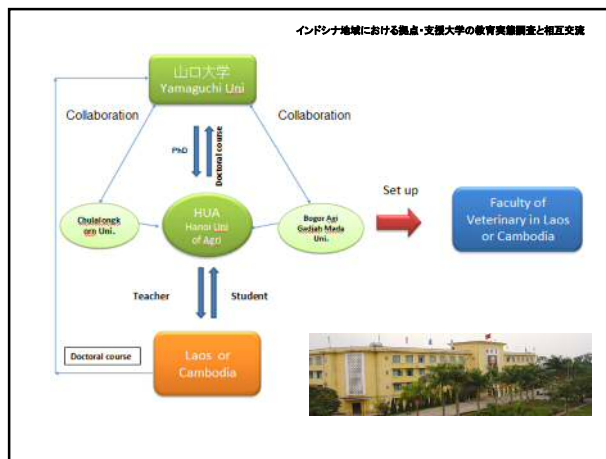 インドシナ地域における拠点・支援大学の教育実態調査と相互交流
山口大学
Yamaguchi Uni
Collaboration
Collaboration
PhD
Doctoral course
Set up
Chulalongk
orn Uni.
HUA
Hanoi Uni
of Agri
Bogor Agi
Gadjah Mada
Uni.
Faculty of
Veterinary in Laos
or Cambodia
Teacher
Student
Doctoral course
Laos or
Cambodia